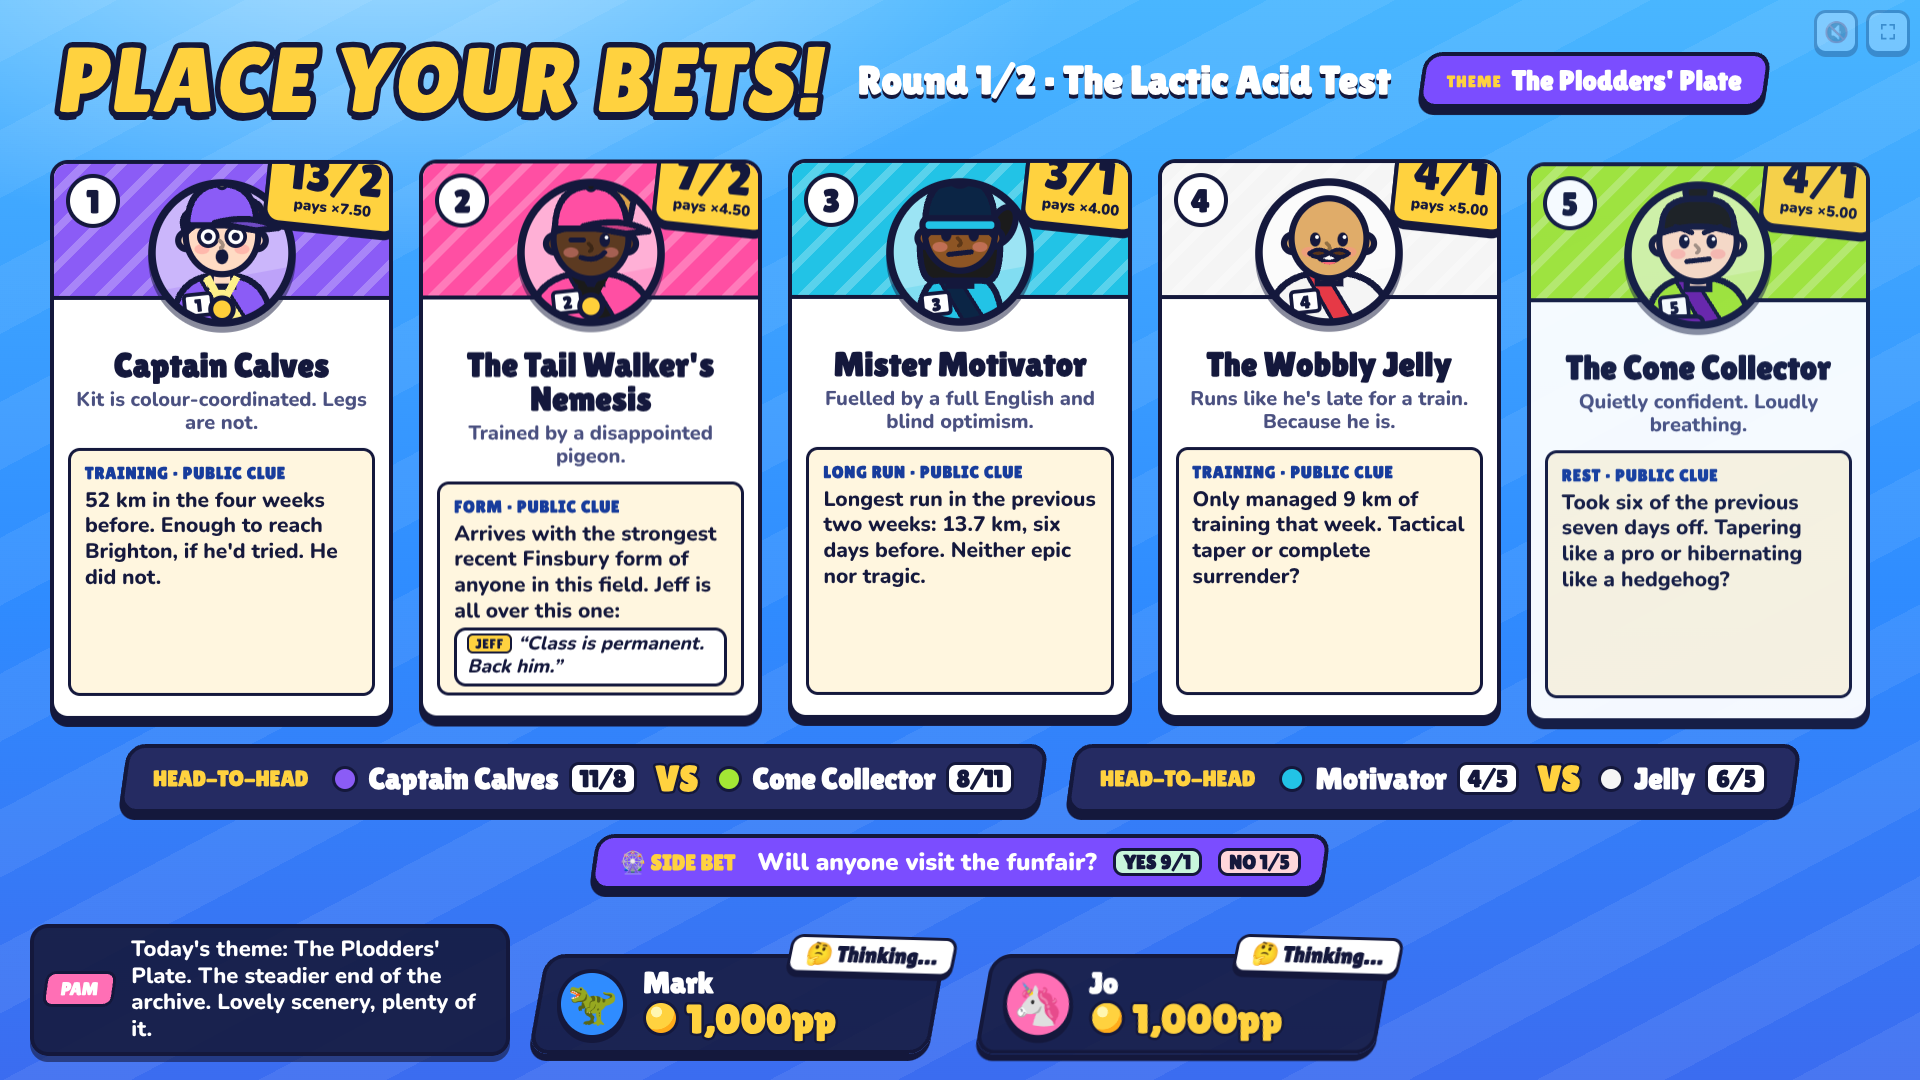 PLACE YOUR BETS!
Round 1/2 · The Lactic Acid Test
THEME The Plodders' Plate
1
13/2
pays ×7.50
1
Captain Calves
Kit is colour-coordinated. Legs
are not.
TRAINING · PUBLIC CLUE
52 km in the four weeks
before. Enough to reach
Brighton, if he'd tried. He
did not.
2
7/2
pays ×4.50
2
The Tail Walker's
Nemesis
Trained by a disappointed
pigeon.
FORM · PUBLIC CLUE
Arrives with the strongest
recent Finsbury form of
anyone in this field. Jeff is
all over this one:
JEFF “Class is permanent.
Back him.”
3
3/1
pays ×4.00
3
Mister Motivator
Fuelled by a full English and
blind optimism.
LONG RUN · PUBLIC CLUE
Longest run in the previous
two weeks: 13.7 km, six
days before. Neither epic
nor tragic.
4
4/1
pays ×5.00
4
The Wobbly Jelly
Runs like he's late for a train.
Because he is.
TRAINING · PUBLIC CLUE
Only managed 9 km of
training that week. Tactical
taper or complete
surrender?
5
4/1
pays ×5.00
5
The Cone Collector
Quietly confident. Loudly
breathing.
REST · PUBLIC CLUE
Took six of the previous
seven days off. Tapering
like a pro or hibernating
like a hedgehog?
HEAD-TO-HEAD Captain Calves 11/8 VS Cone Collector 8/11
HEAD-TO-HEAD Motivator 4/5 VS Jelly 6/5
SIDE BET Will anyone visit the funfair? YES 9/1 NO 1/5
PAM
Today's theme: The Plodders'
Plate. The steadier end of the
archive. Lovely scenery, plenty of
it.
Thinking...
Mark
1,000pp
Thinking...
Jo
1,000pp